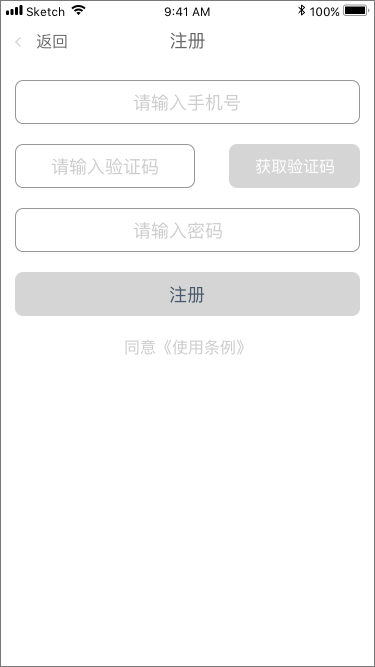 Sketch 9:41 AM 100%
返回 注册
请输入手机号
请输入验证码 获取验证码
请输入密码
注册
同意《使用条例》